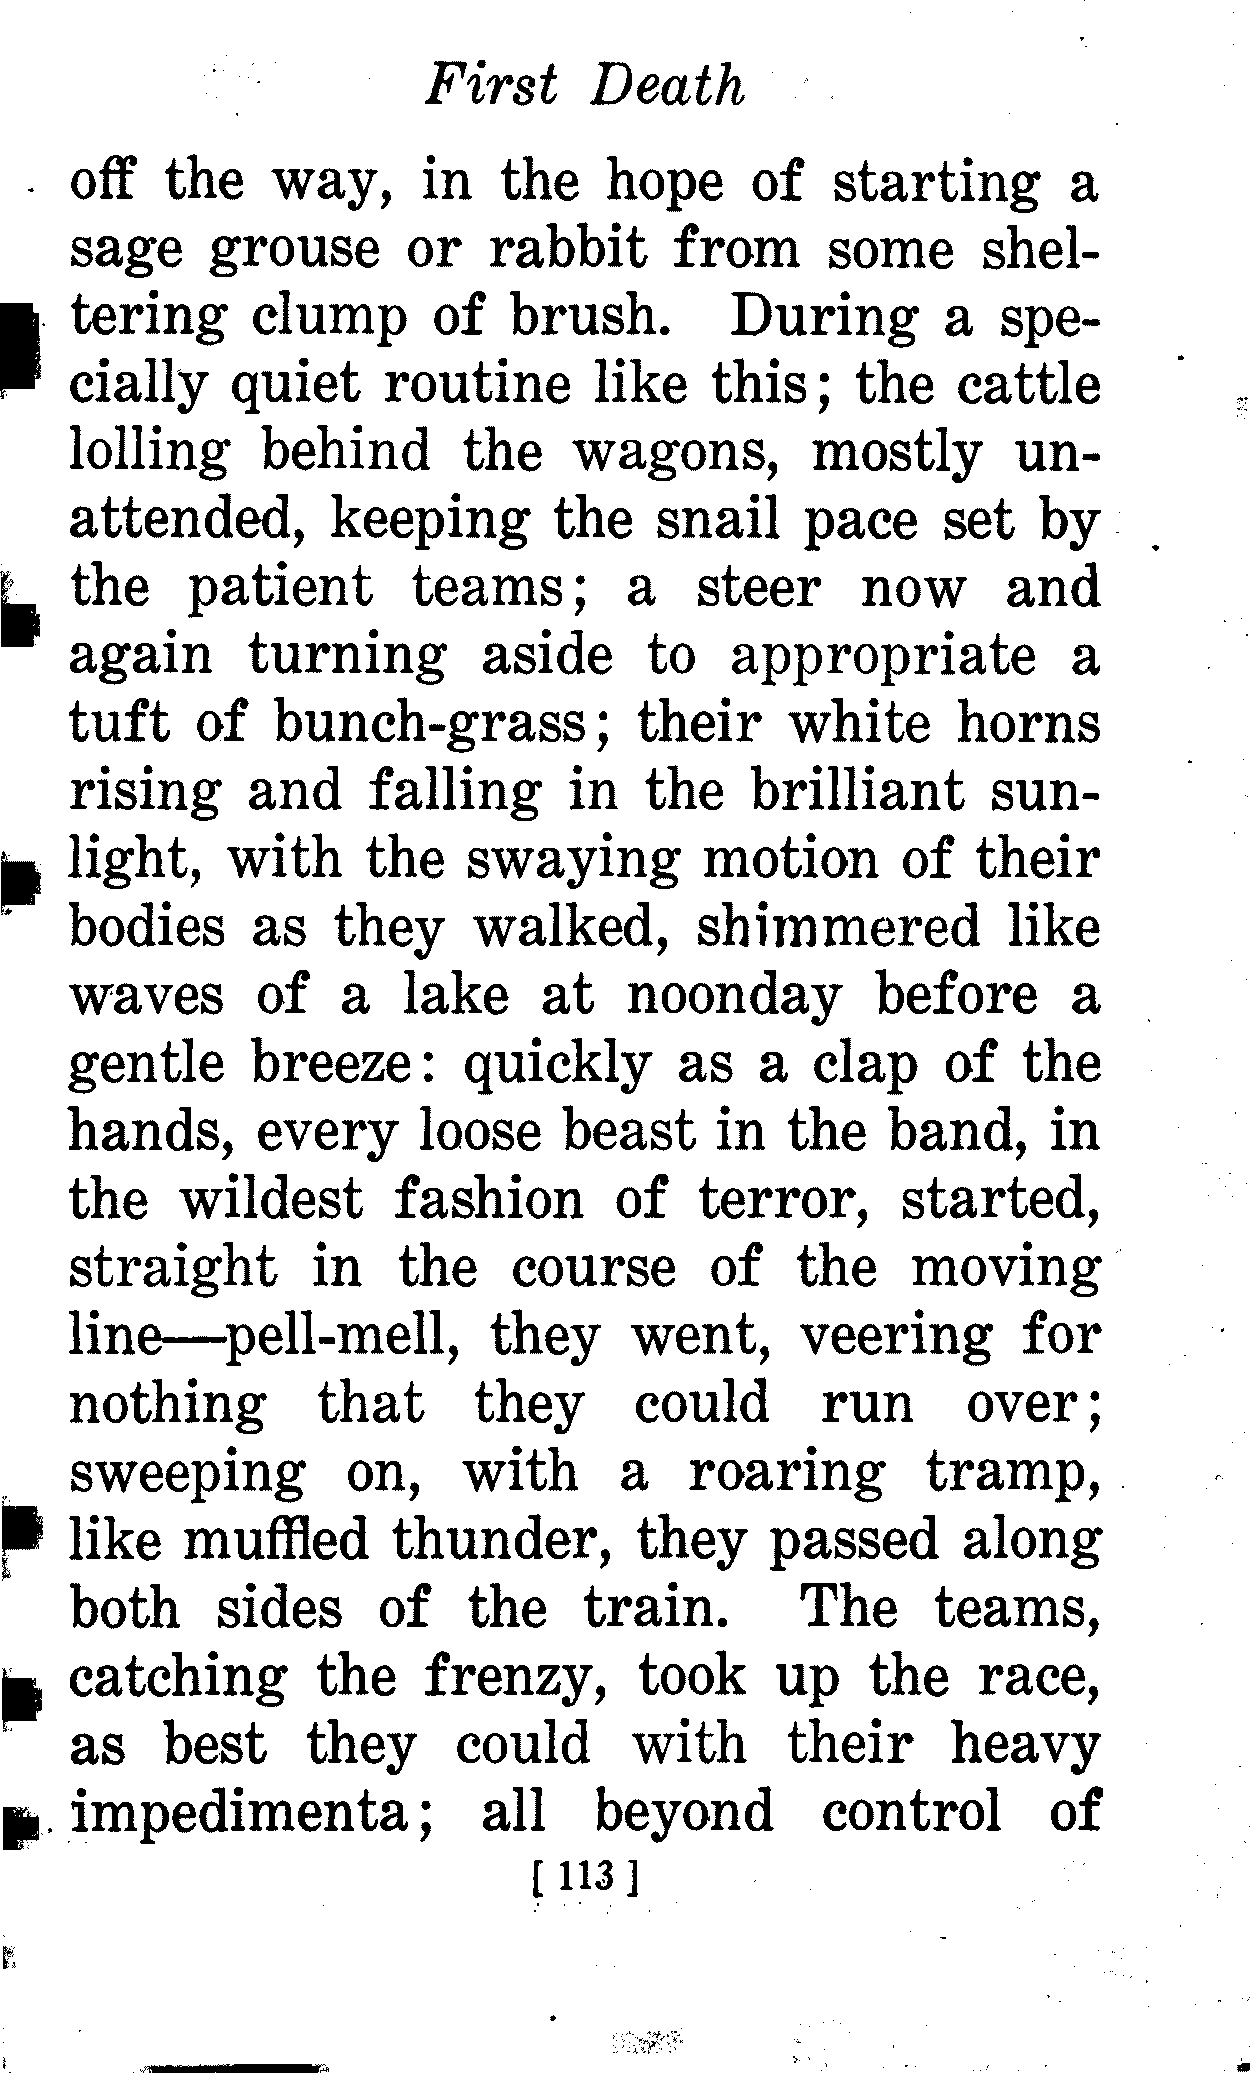 First Death
off the way, in the hope of starting a
sage grouse or rabbit from some shel-
tering clump of brush. During a spe-
cially quiet routine like this; the cattle
lolling behind the wagons, mostly un-
attended, keeping the snail pace set by
the patient teams; a steer now and
again turning aside to appropriate a
tuft of bunch-grass; their white horns
rising and falling in the brilliant sun-
light, with the swaying motion of their
bodies as they walked, shimmered like
waves of a lake at noonday before a
gentle breeze: quickly as a clap of the
hands, every loose beast in the band, in
the wildest fashion of terror, started,
straight in the course of the moving
line—pell-mell, they went, veering for
nothing that they could run over;
sweeping on, with a roaring tramp,
like muffled thunder, they passed along
both sides of the train. The teams,
catching the frenzy, took up the race,
as best they could with their heavy
impedimenta; all beyond control of
[ 113 ]